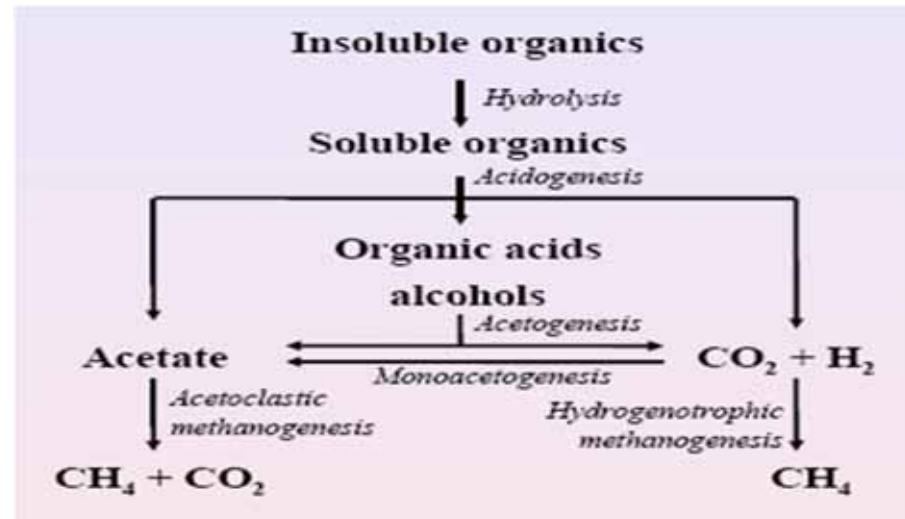 Insoluble organics
Hydrolysis
Soluble organics
Acidogenesis
Organic acids
alcohols
Acetogenesis
Acetate
CO₂ + H₂
Monoacetogenesis
Acetoclastic
methanogenesis
Hydrogenotrophic
methanogenesis
CH₄ + CO₂
CH₄